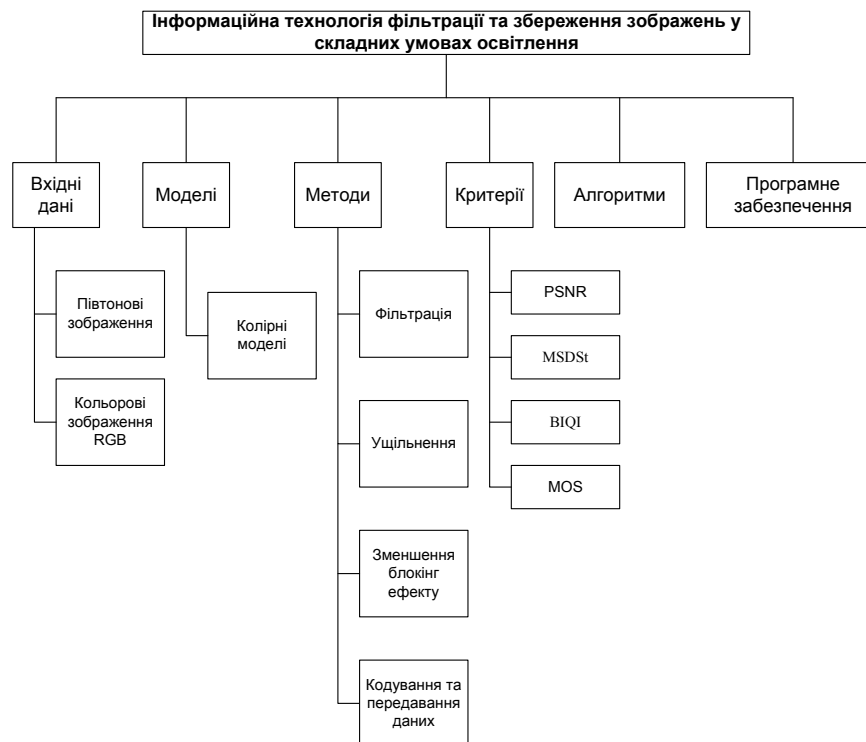 Інформаційна технологія фільтрації та збереження зображень у
складних умовах освітлення
Вхідні
дані
Моделі
Методи
Критерії
Алгоритми
Програмне
забезпечення
Півтонові
зображення
Кольорові
зображення
RGB
Колірні
моделі
Фільтрація
Ущільнення
Зменшення
блокінг
ефекту
Кодування та
передавання
даних
PSNR
MSDSt
BIQI
MOS